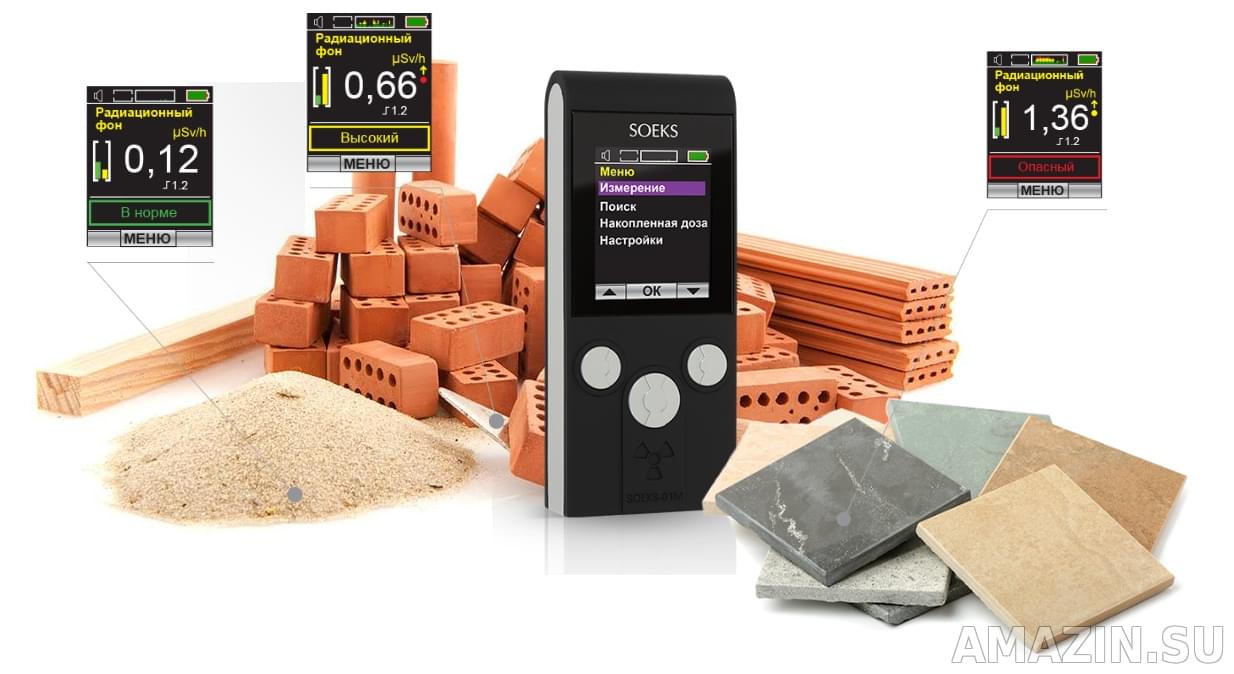 Радиационный
фон
µSv/h
0,12
1.2
В норме
МЕНЮ
Радиационный
фон
µSv/h
0,66
1.2
Высокий
МЕНЮ
SOEKS
Меню
Измерение
Поиск
Накопленная доза
Настройки
ОК
SOEKS-01M
Радиационный
фон
µSv/h
1,36
1.2
Опасный
МЕНЮ
AMAZIN.SU